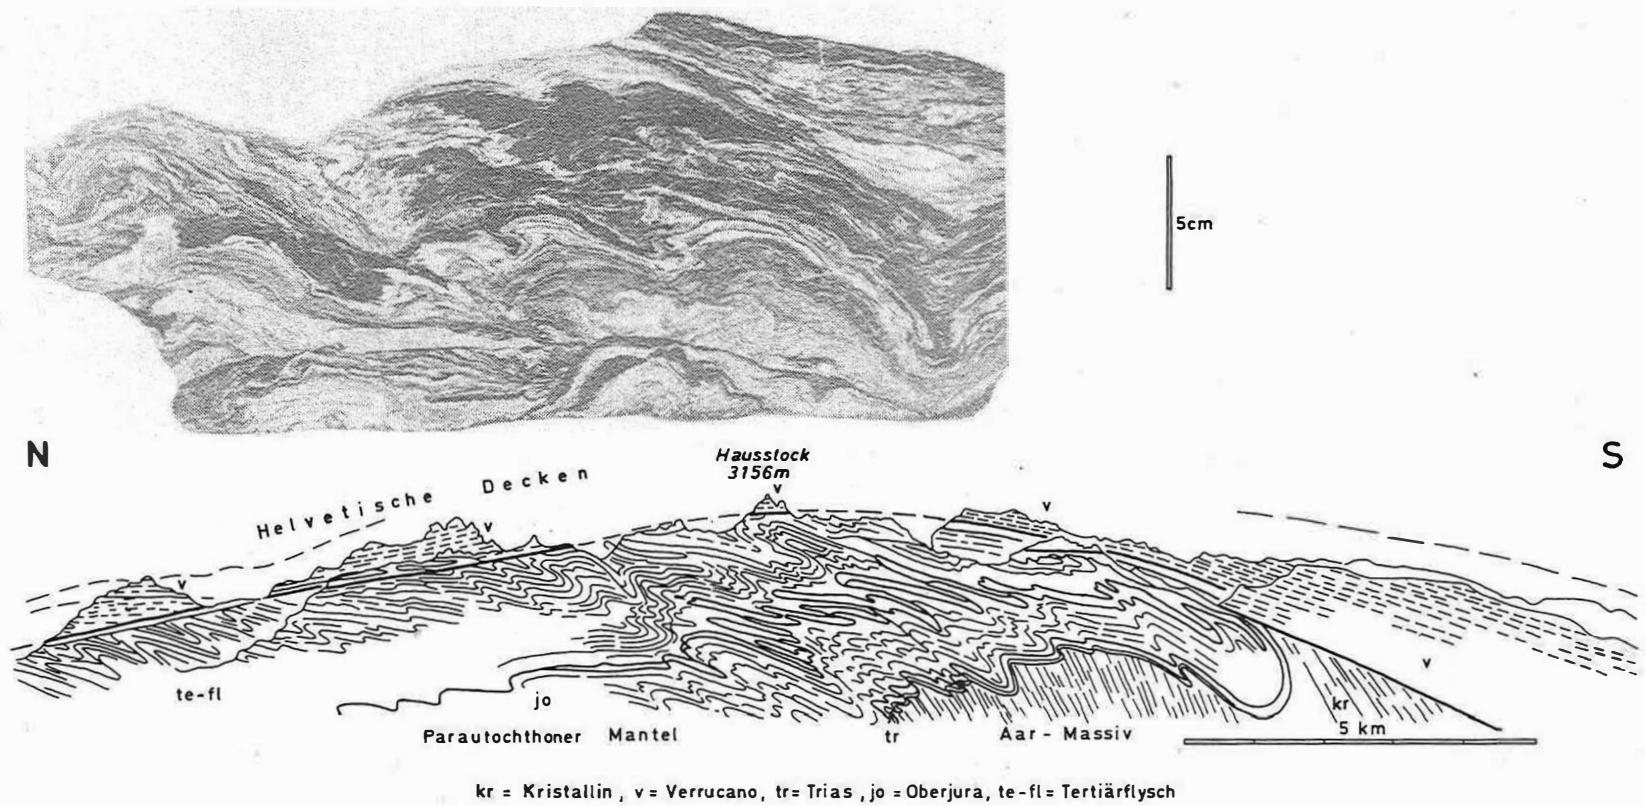 5cm
N
S
Hausstock
3156m
v
Helvetische Decken
v
v
v
v
te-fl
jo
kr
5 km
Parautochthoner Mantel
tr
Aar - Massiv
kr = Kristallin, v = Verrucano, tr = Trias, jo = Oberjura, te-fl = Tertiärflysch